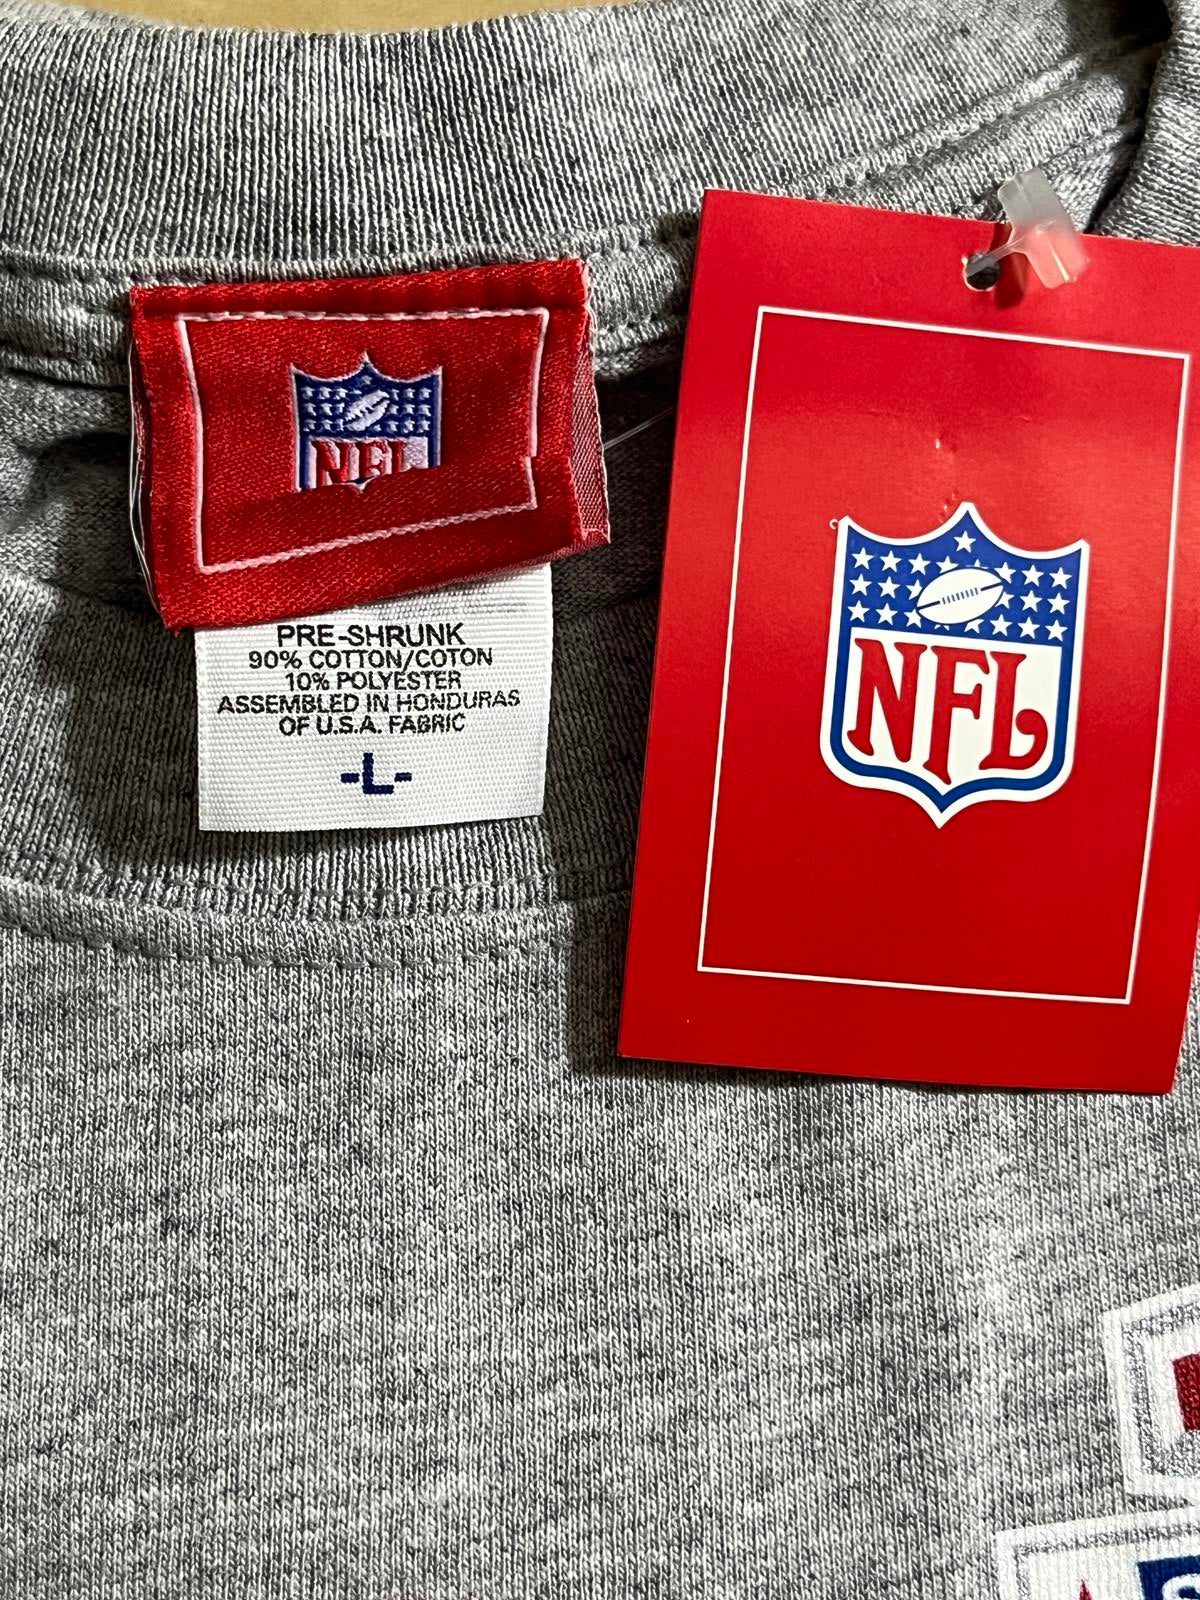 NFL
PRE-SHRUNK
90% COTTON/COTON
10% POLYESTER
ASSEMBLED IN HONDURAS
OF U.S.A. FABRIC
-L-
NFL